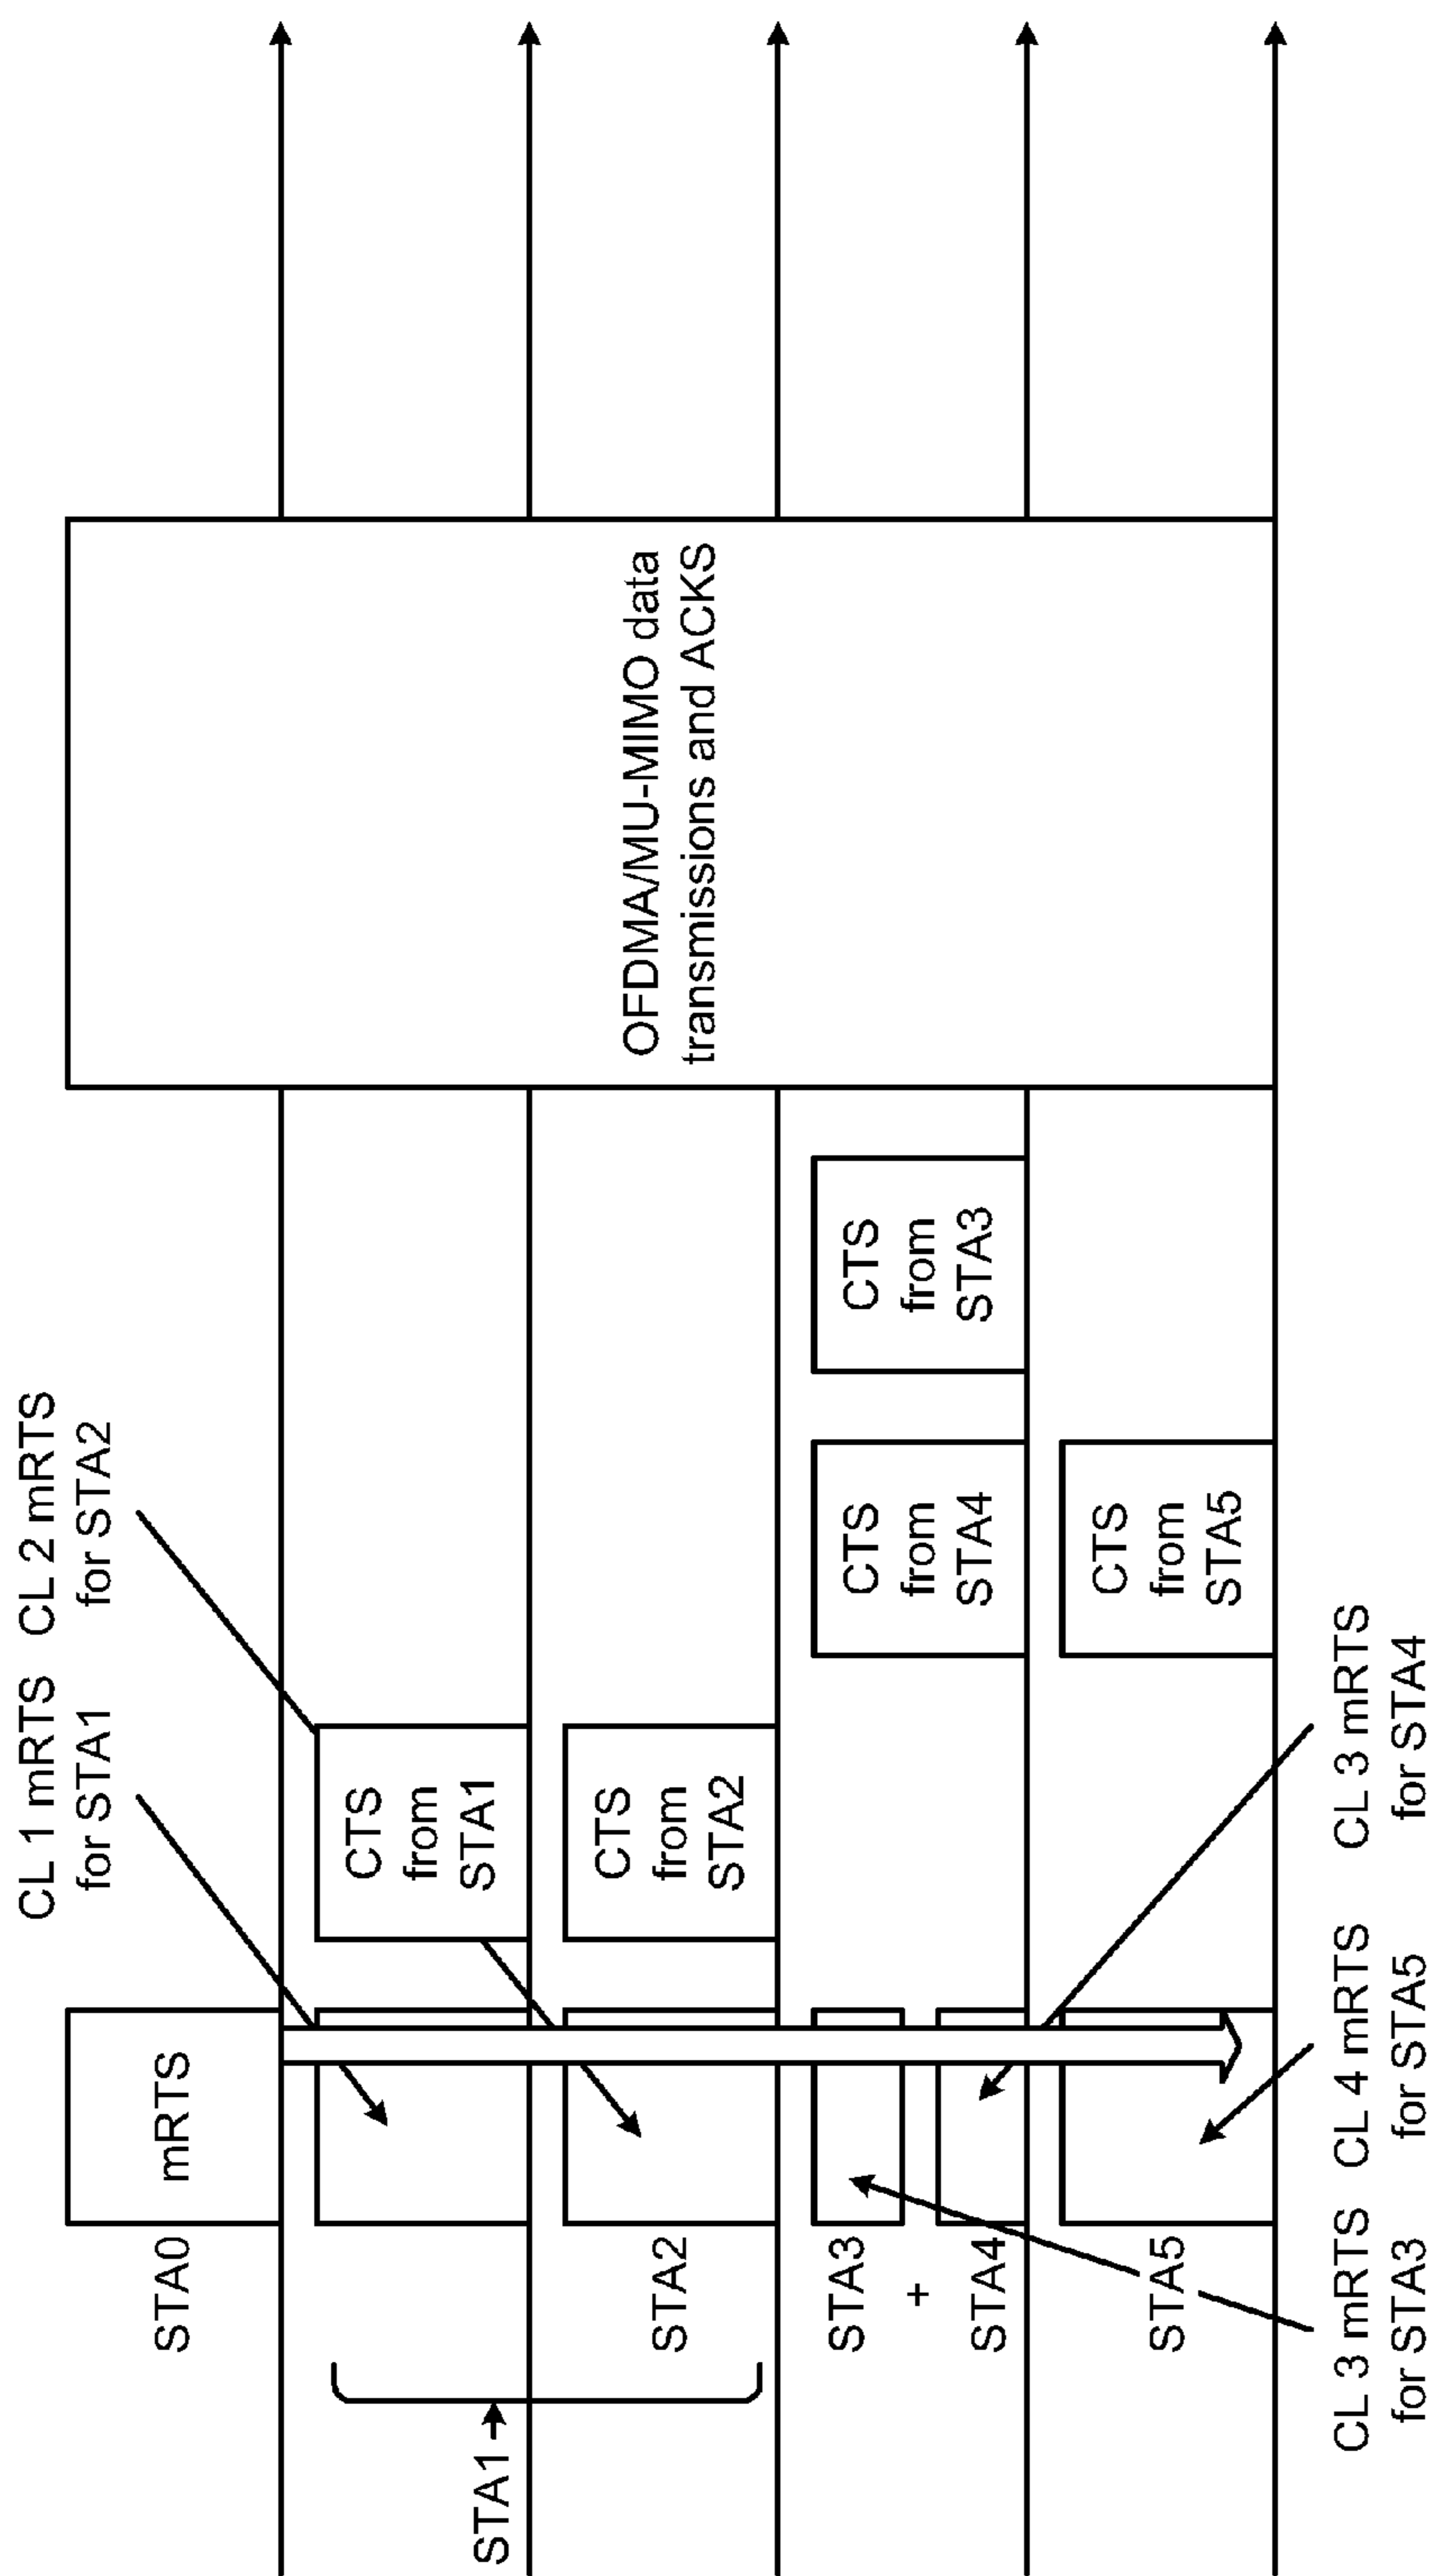 CL 1 mRTS
for STA1
CL 2 mRTS
for STA2
STA0
mRTS
STA1
CTS
from
STA1
STA2
CTS
from
STA2
STA3
+
STA4
CTS
from
STA4
CTS
from
STA3
STA5
CTS
from
STA5
OFDMA/MU-MIMO data
transmissions and ACKS
CL 3 mRTS
for STA3
CL 4 mRTS
for STA5
CL 3 mRTS
for STA4